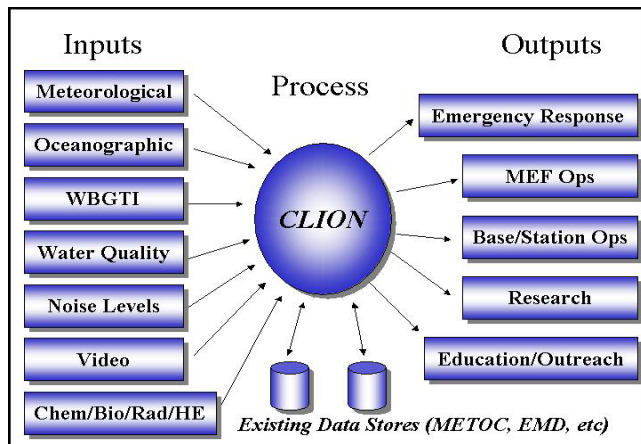 Inputs
Process
Outputs
Meteorological
Oceanographic
WBGTI
Water Quality
Noise Levels
Video
Chem/Bio/Rad/HE
CLION
Emergency Response
MEF Ops
Base/Station Ops
Research
Education/Outreach
Existing Data Stores (METOC, EMD, etc)